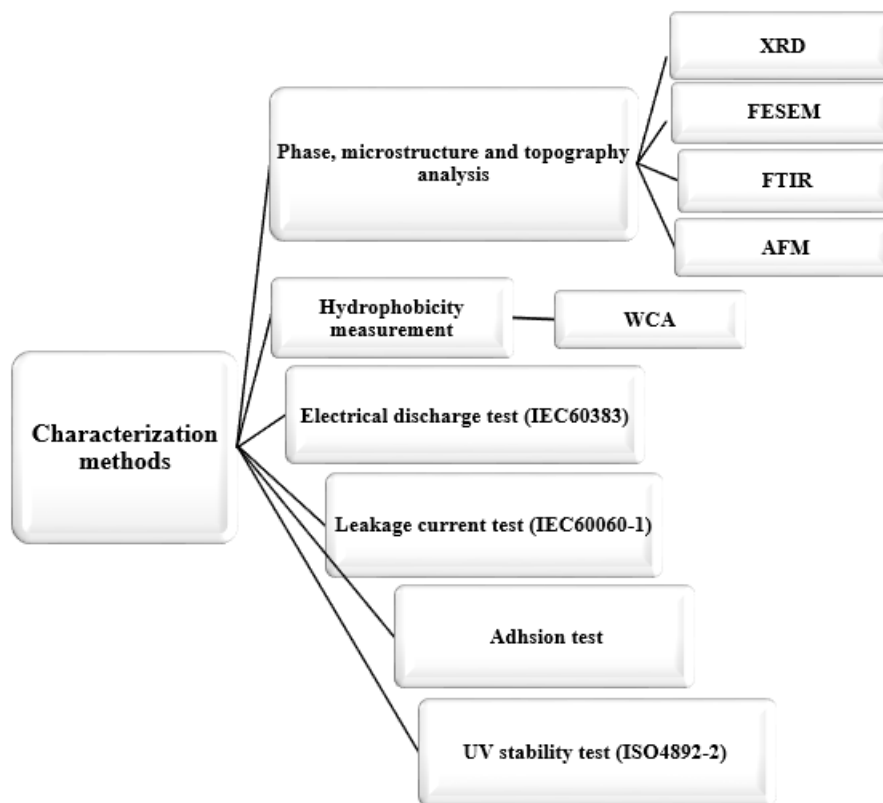 XRD
FESEM
Phase, microstructure and topography
analysis
FTIR
AFM
Hydrophobicity
measurement
WCA
Characterization
methods
Electrical discharge test (IEC60383)
Leakage current test (IEC60060-1)
Adhsion test
UV stability test (ISO4892-2)